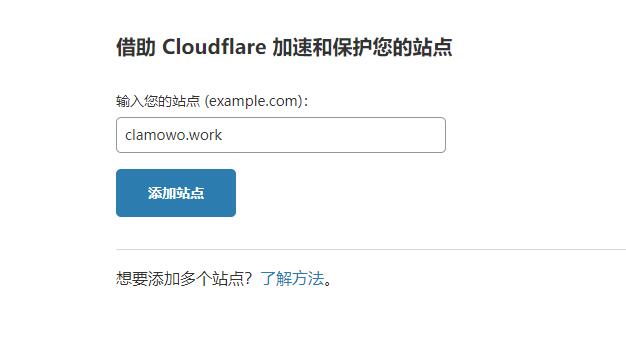 借助 Cloudflare 加速和保护您的站点
输入您的站点 (example.com)：
clamowo.work
添加站点
想要添加多个站点？了解方法。